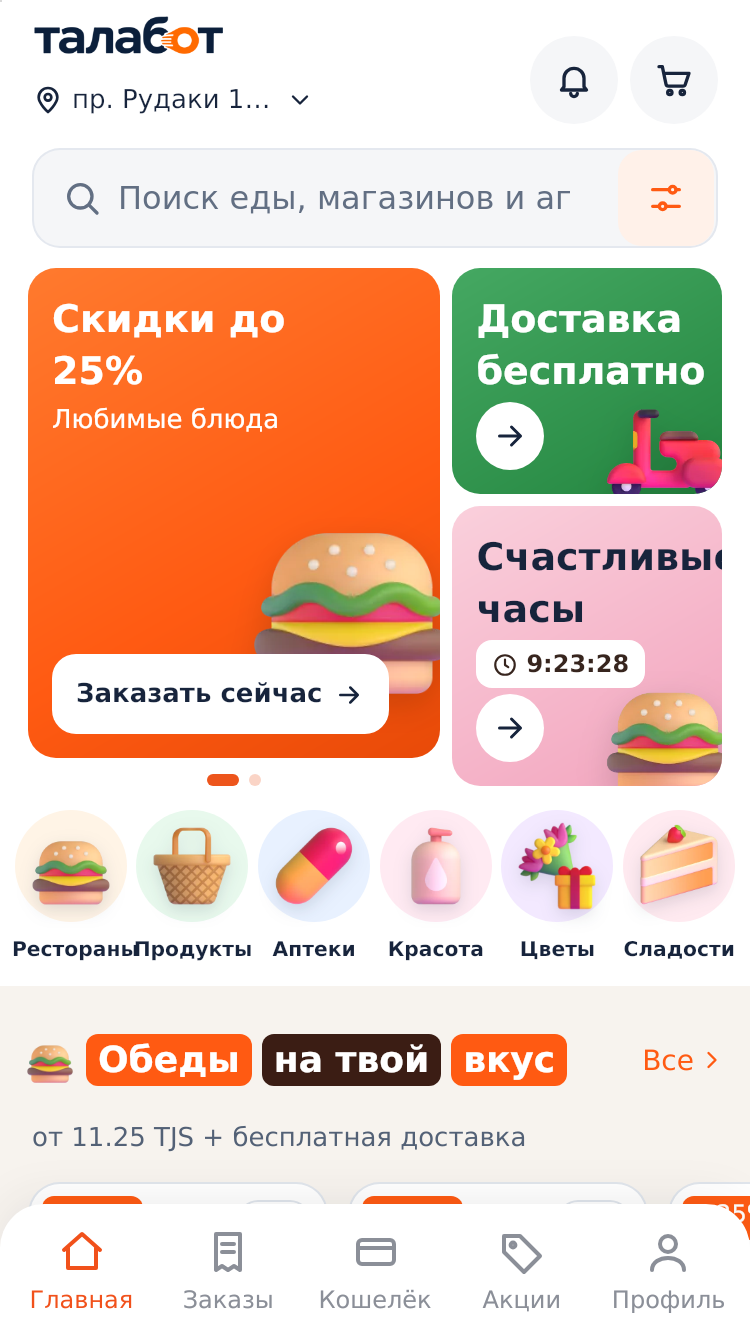 талабот
пр. Рудаки 1...
Поиск еды, магазинов и аг
Скидки до
25%
Любимые блюда
Заказать сейчас
Доставка
бесплатно
Счастливые
часы
9:23:28
Рестораны
Продукты
Аптеки
Красота
Цветы
Сладости
Обеды на твой вкус
Все
от 11.25 TJS + бесплатная доставка
Главная
Заказы
Кошелёк
Акции
Профиль